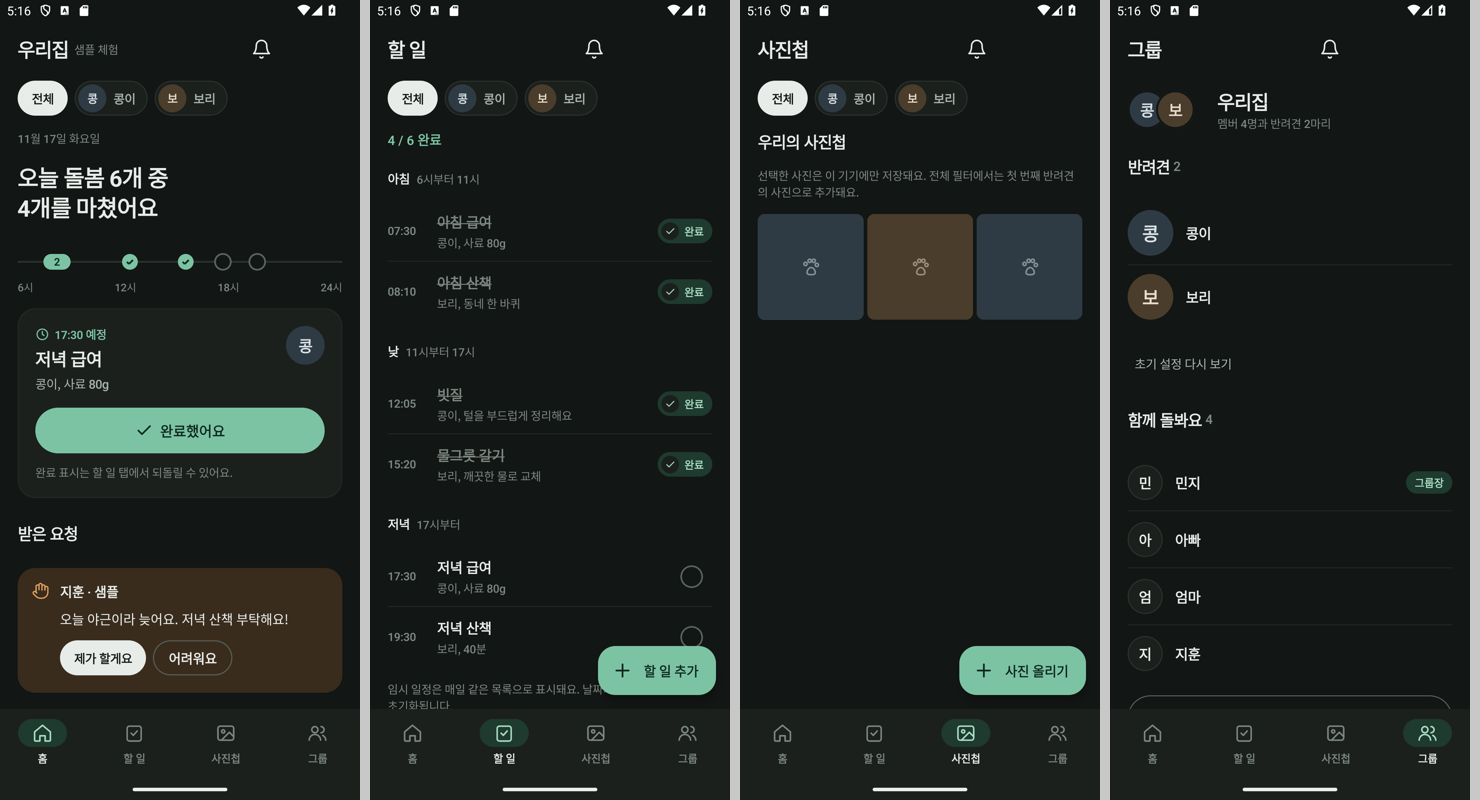 5:16
우리집 샘플 체험
전체
콩 콩이
보 보리
11월 17일 화요일
오늘 돌봄 6개 중
4개를 마쳤어요
2
6시 12시 18시 24시
17:30 예정
콩
저녁 급여
콩이, 사료 80g
완료했어요
완료 표시는 할 일 탭에서 되돌릴 수 있어요.
받은 요청
지훈 · 샘플
오늘 야근이라 늦어요. 저녁 산책 부탁해요!
제가 할게요 어려워요
홈 할 일 사진첩 그룹
5:16
할 일
전체
콩 콩이
보 보리
4 / 6 완료
아침 6시부터 11시
07:30 아침 급여 완료
콩이, 사료 80g
08:10 아침 산책 완료
보리, 동네 한 바퀴
낮 11시부터 17시
12:05 빗질 완료
콩이, 털을 부드럽게 정리해요
15:20 물그릇 갈기 완료
보리, 깨끗한 물로 교체
저녁 17시부터
17:30 저녁 급여
콩이, 사료 80g
19:30 저녁 산책
보리, 40분
할 일 추가
임시 일정은 매일 같은 목록으로 표시돼요. 날짜
초기화됩니다
홈 할 일 사진첩 그룹
5:16
사진첩
전체
콩 콩이
보 보리
우리의 사진첩
선택한 사진은 이 기기에만 저장돼요. 전체 필터에서는 첫 번째 반려견
의 사진으로 추가돼요.
사진 올리기
홈 할 일 사진첩 그룹
5:16
그룹
콩 보
우리집
멤버 4명과 반려견 2마리
반려견 2
콩 콩이
보 보리
초기 설정 다시 보기
함께 돌봐요 4
민 민지 그룹장
아 아빠
엄 엄마
지 지훈
홈 할 일 사진첩 그룹